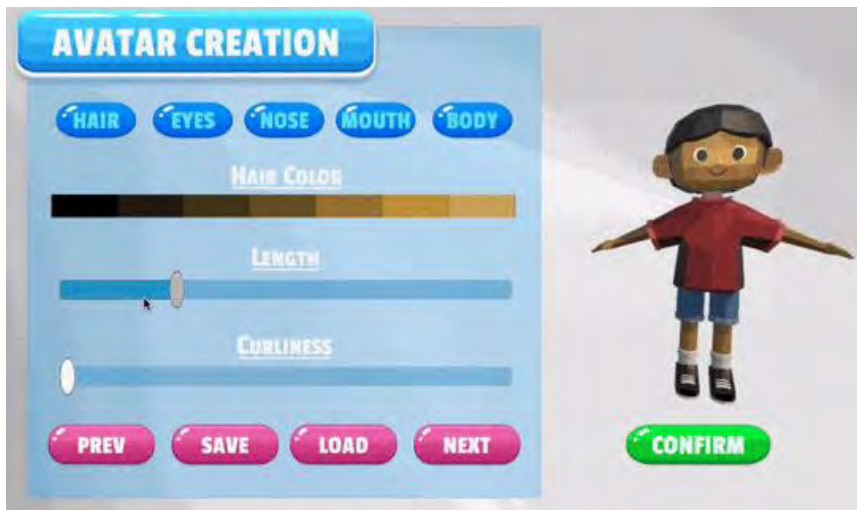 AVATAR CREATION
HAIR EYES NOSE MOUTH BODY
HAIR COLOR
LENGTH
CURLINESS
PREV SAVE LOAD NEXT
CONFIRM